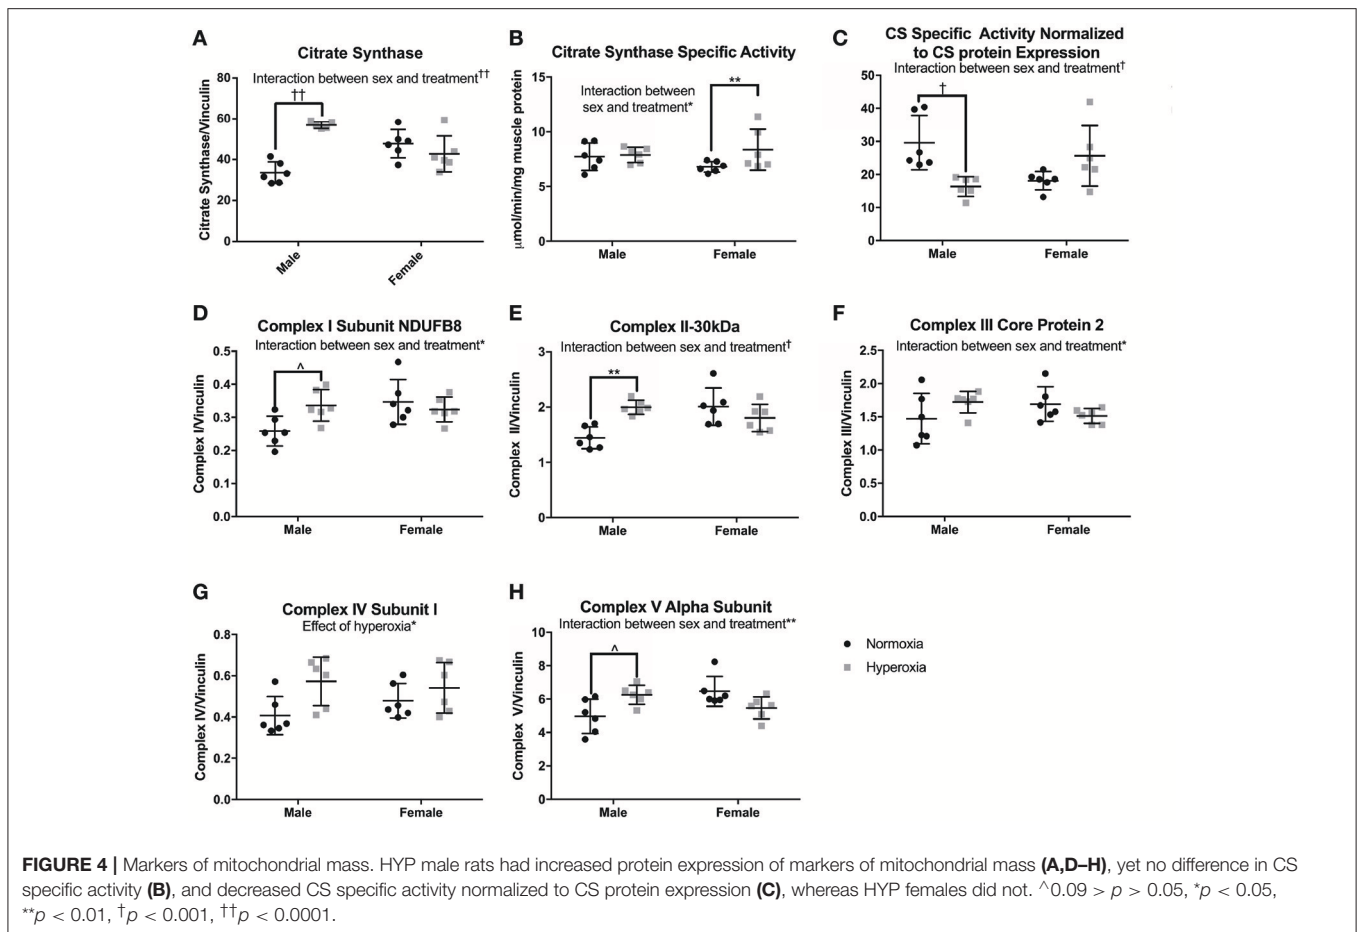 A
Citrate Synthase
Interaction between sex and treatment††
††
Citrate Synthase/Vinculin
80
60
40
20
0
Male
Female
B
Citrate Synthase Specific Activity
Interaction between
sex and treatment*
**
µmol/min/mg muscle protein
15
10
5
0
Male
Female
C
CS Specific Activity Normalized
to CS protein Expression
Interaction between sex and treatment†
†
50
40
30
20
10
0
Male
Female
D
Complex I Subunit NDUFB8
Interaction between sex and treatment*
^
Complex I/Vinculin
0.5
0.4
0.3
0.2
0.1
0.0
Male
Female
E
Complex II-30kDa
Interaction between sex and treatment†
**
Complex II/Vinculin
3
2
1
0
Male
Female
F
Complex III Core Protein 2
Interaction between sex and treatment*
Complex III/Vinculin
2.5
2.0
1.5
1.0
0.5
0.0
Male
Female
G
Complex IV Subunit I
Effect of hyperoxia*
Complex IV/Vinculin
0.8
0.6
0.4
0.2
0.0
Male
Female
H
Complex V Alpha Subunit
Interaction between sex and treatment**
^
Complex V/Vinculin
10
8
6
4
2
0
Male
Female
Normoxia
Hyperoxia
FIGURE 4 | Markers of mitochondrial mass. HYP male rats had increased protein expression of markers of mitochondrial mass (A,D–H), yet no difference in CS
specific activity (B), and decreased CS specific activity normalized to CS protein expression (C), whereas HYP females did not. ^0.09 > p > 0.05, *p < 0.05,
**p < 0.01, †p < 0.001, ††p < 0.0001.